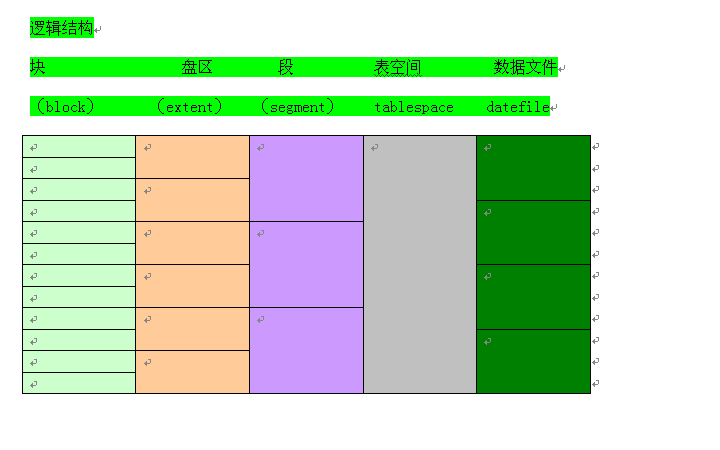 逻辑结构
块 盘区 段 表空间 数据文件
（block） （extent） （segment） tablespace datefile